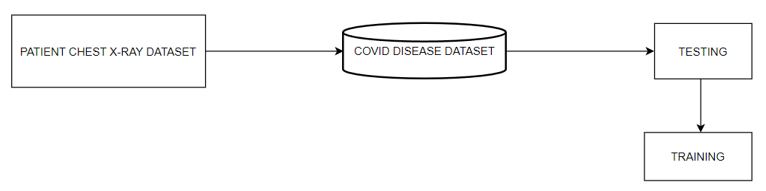 PATIENT CHEST X-RAY DATASET
COVID DISEASE DATASET
TESTING
TRAINING